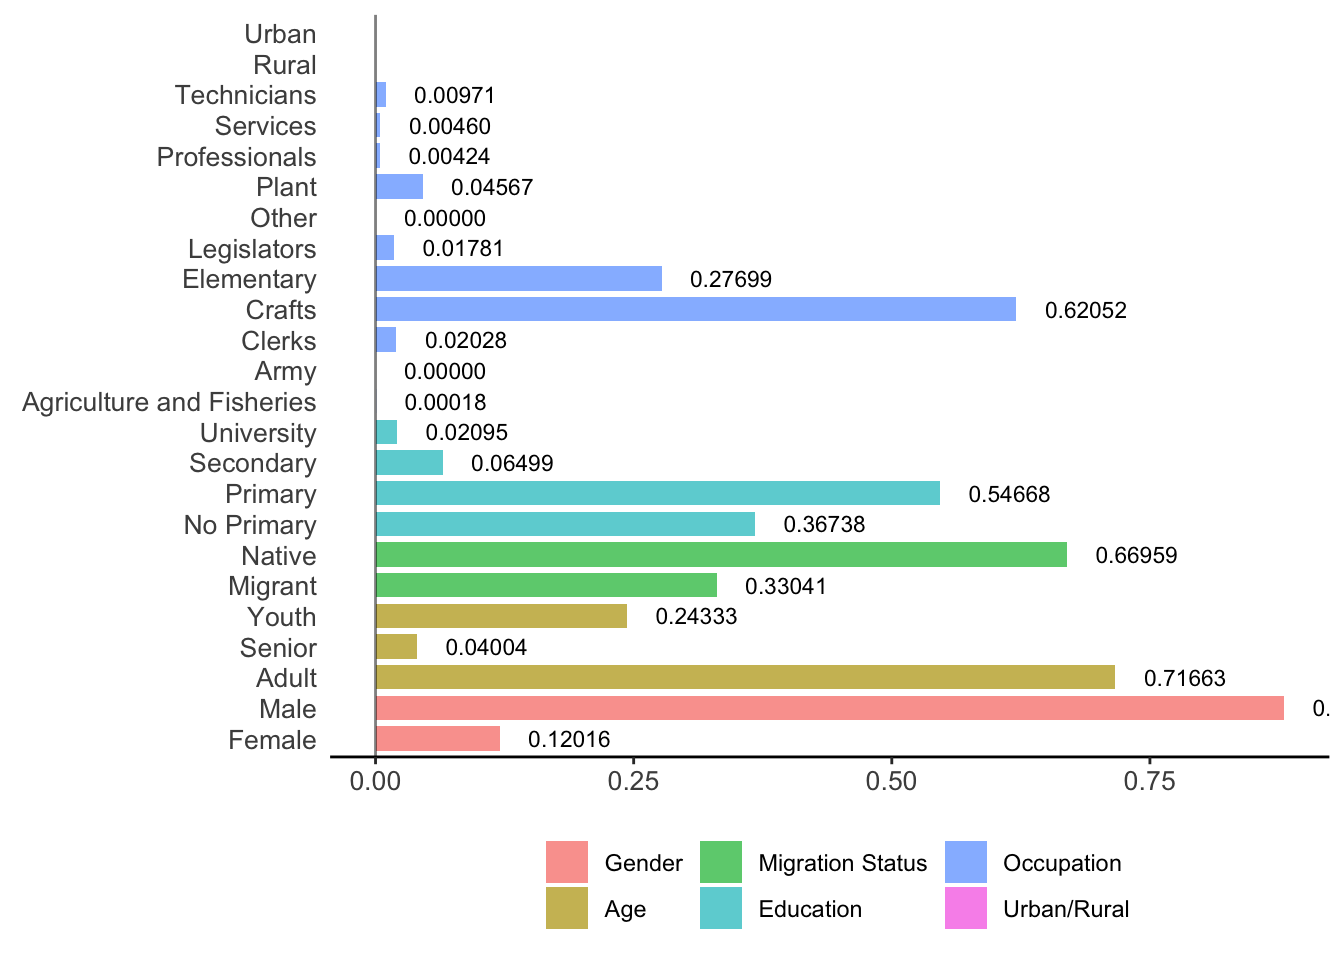 Urban
Rural
Technicians 0.00971
Services 0.00460
Professionals 0.00424
Plant 0.04567
Other 0.00000
Legislators 0.01781
Elementary 0.27699
Crafts 0.62052
Clerks 0.02028
Army 0.00000
Agriculture and Fisheries 0.00018
University 0.02095
Secondary 0.06499
Primary 0.54668
No Primary 0.36738
Native 0.66959
Migrant 0.33041
Youth 0.24333
Senior 0.04004
Adult 0.71663
Male 0.
Female 0.12016
0.00 0.25 0.50 0.75
Gender Migration Status Occupation
Age Education Urban/Rural